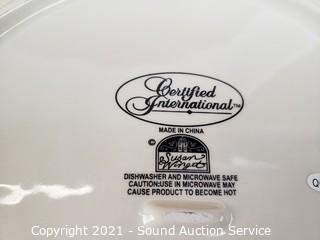 Certified
International™
MADE IN CHINA
©
Susan
Winget
DISHWASHER AND MICROWAVE SAFE
CAUTION:USE IN MICROWAVE MAY
CAUSE PRODUCT TO BECOME HOT
Q
Copyright 2021 - Sound Auction Service